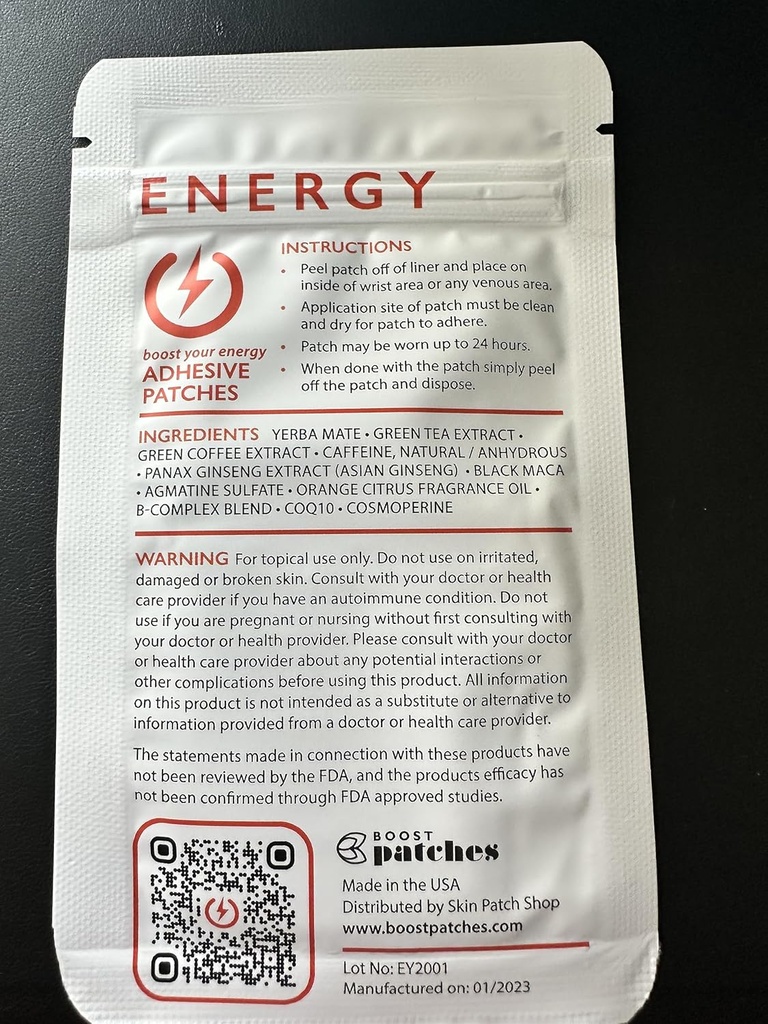 ENERGY
INSTRUCTIONS
• Peel patch off of liner and place on
inside of wrist area or any venous area.
• Application site of patch must be clean
and dry for patch to adhere.
• Patch may be worn up to 24 hours.
• When done with the patch simply peel
off the patch and dispose.
boost your energy
ADHESIVE
PATCHES
INGREDIENTS YERBA MATE • GREEN TEA EXTRACT •
GREEN COFFEE EXTRACT • CAFFEINE, NATURAL / ANHYDROUS
• PANAX GINSENG EXTRACT (ASIAN GINSENG) • BLACK MACA
• AGMATINE SULFATE • ORANGE CITRUS FRAGRANCE OIL •
B-COMPLEX BLEND • COQ10 • COSMOPERINE
WARNING For topical use only. Do not use on irritated,
damaged or broken skin. Consult with your doctor or health
care provider if you have an autoimmune condition. Do not
use if you are pregnant or nursing without first consulting with
your doctor or health provider. Please consult with your doctor
or health care provider about any potential interactions or
other complications before using this product. All information
on this product is not intended as a substitute or alternative to
information provided from a doctor or health care provider.
The statements made in connection with these products have
not been reviewed by the FDA, and the products efficacy has
not been confirmed through FDA approved studies.
BOOST
patches
Made in the USA
Distributed by Skin Patch Shop
www.boostpatches.com
Lot No: EY2001
Manufactured on: 01/2023